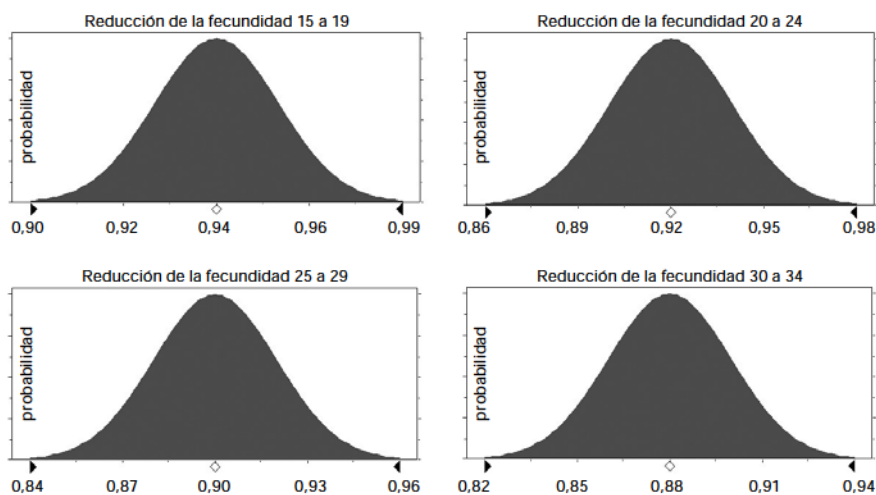 Reducción de la fecundidad 15 a 19
probabilidad
0,90 0,92 0,94 0,96 0,99
Reducción de la fecundidad 20 a 24
probabilidad
0,86 0,89 0,92 0,95 0,98
Reducción de la fecundidad 25 a 29
probabilidad
0,84 0,87 0,90 0,93 0,96
Reducción de la fecundidad 30 a 34
probabilidad
0,82 0,85 0,88 0,91 0,94